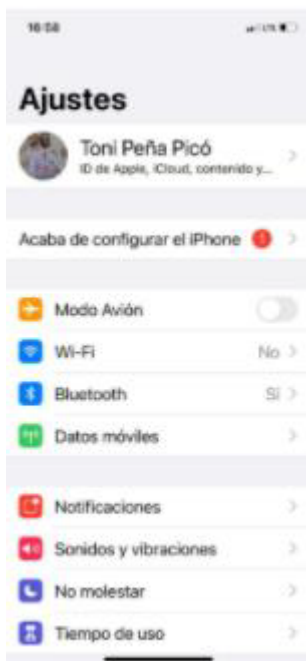 16:58
Ajustes
Toni Peña Picó
ID de Apple, iCloud, contenido y...
Acaba de configurar el iPhone
Modo Avión
Wi-Fi No
Bluetooth Sí
Datos móviles
Notificaciones
Sonidos y vibraciones
No molestar
Tiempo de uso